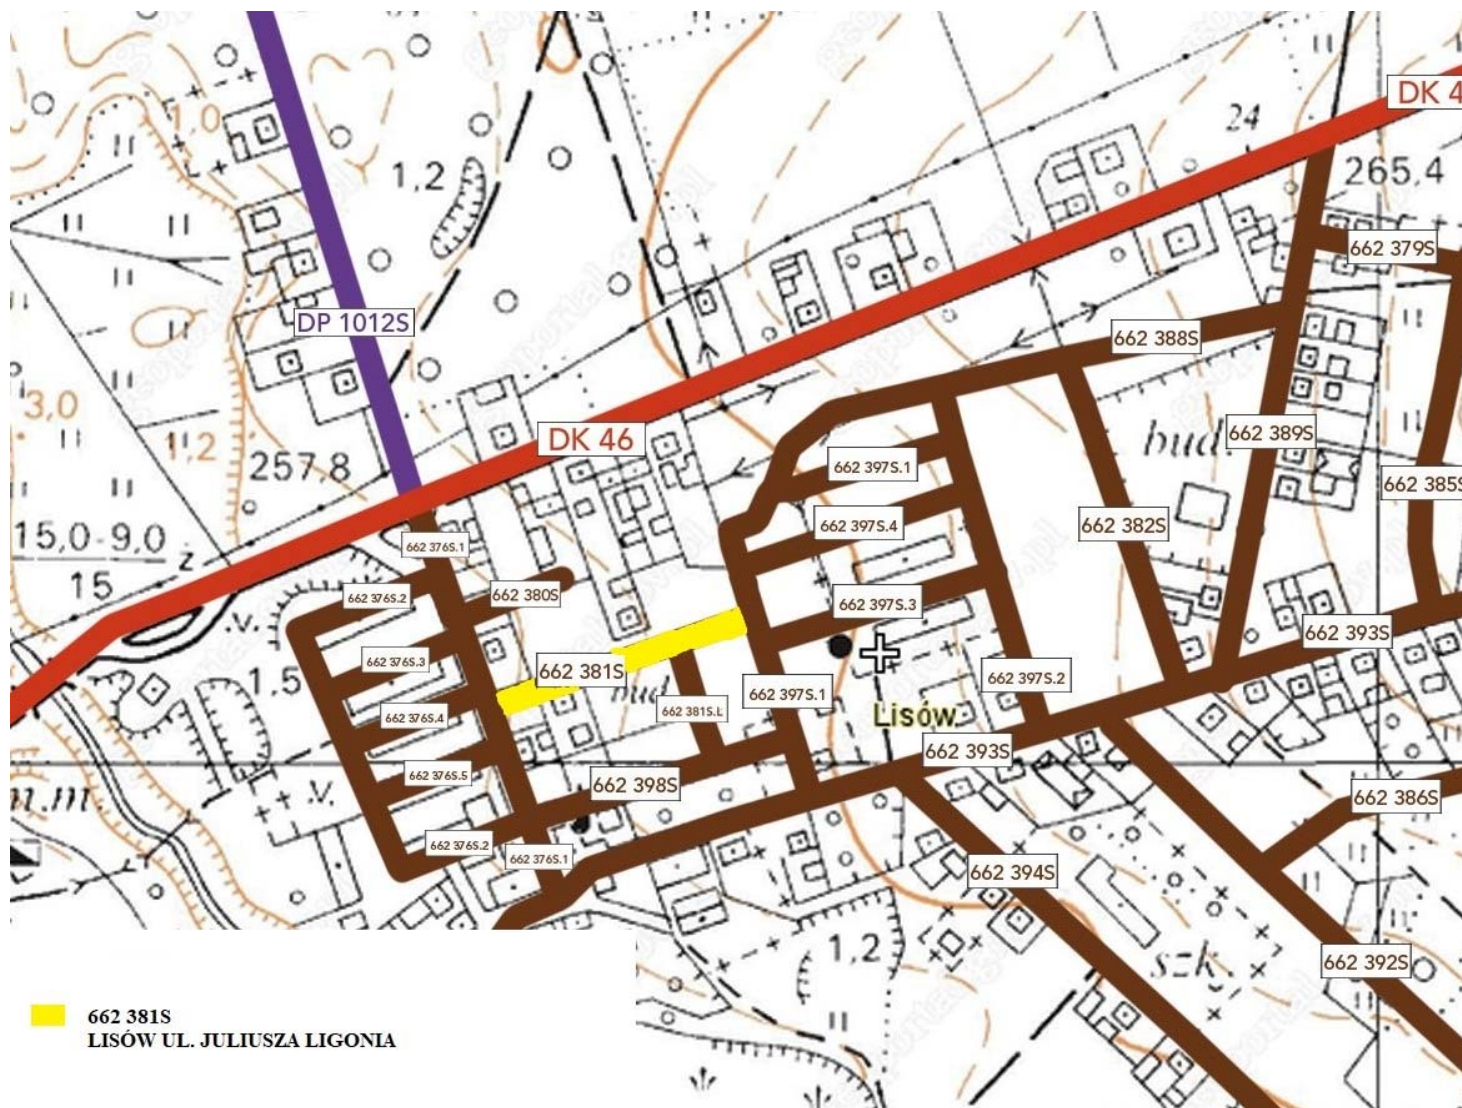 DK 4
24
265,4
1,0
1,2
662 379S
DP 1012S
662 388S
3,0
1,2
257,8
DK 46
bud.
662 389S
662 397S.1
662 385S
662 397S.4
662 382S
15,0-9,0
15
z
662 376S.1
662 376S.2
662 380S
662 397S.3
.v.
662 393S
662 376S.3
662 381S
1,5
bud.
662 397S.1
662 397S.2
662 376S.4
662 381S.L
Lisów
662 393S
662 376S.5
662 398S
.v.
n.m.
662 386S
662 376S.2
662 376S.1
662 394S
1,2
szk.
662 392S
662 381S
LISÓW UL. JULIUSZA LIGONIA